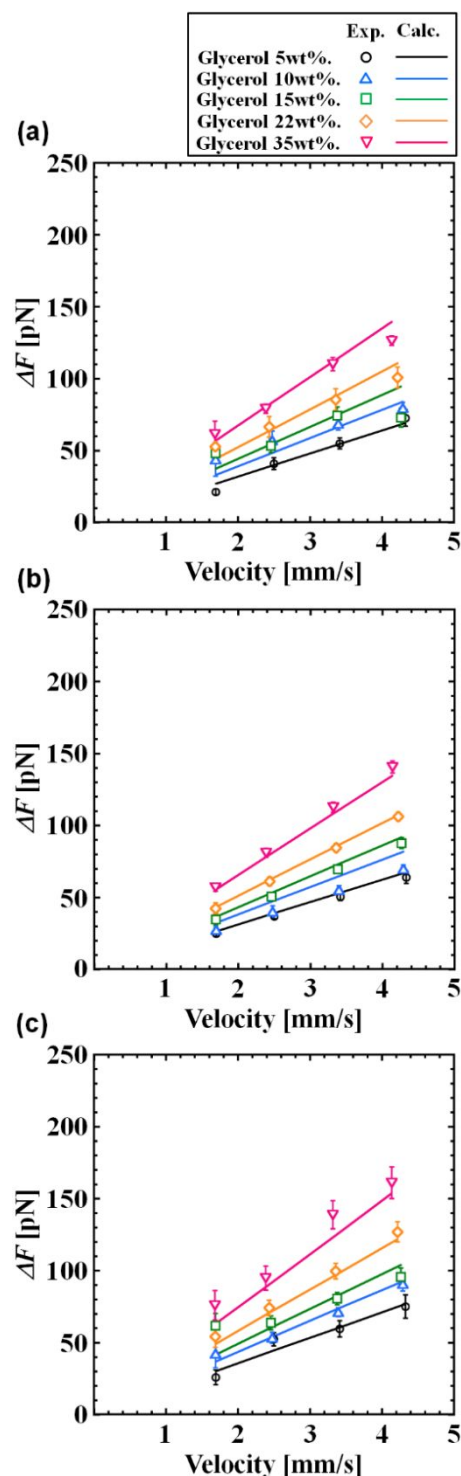 Exp. Calc.
Glycerol 5wt%.
Glycerol 10wt%.
Glycerol 15wt%.
Glycerol 22wt%.
Glycerol 35wt%.
(a)
250
200
150
100
50
0
ΔF [pN]
1 2 3 4 5
Velocity [mm/s]
(b)
250
200
150
100
50
0
ΔF [pN]
1 2 3 4 5
Velocity [mm/s]
(c)
250
200
150
100
50
0
ΔF [pN]
1 2 3 4 5
Velocity [mm/s]